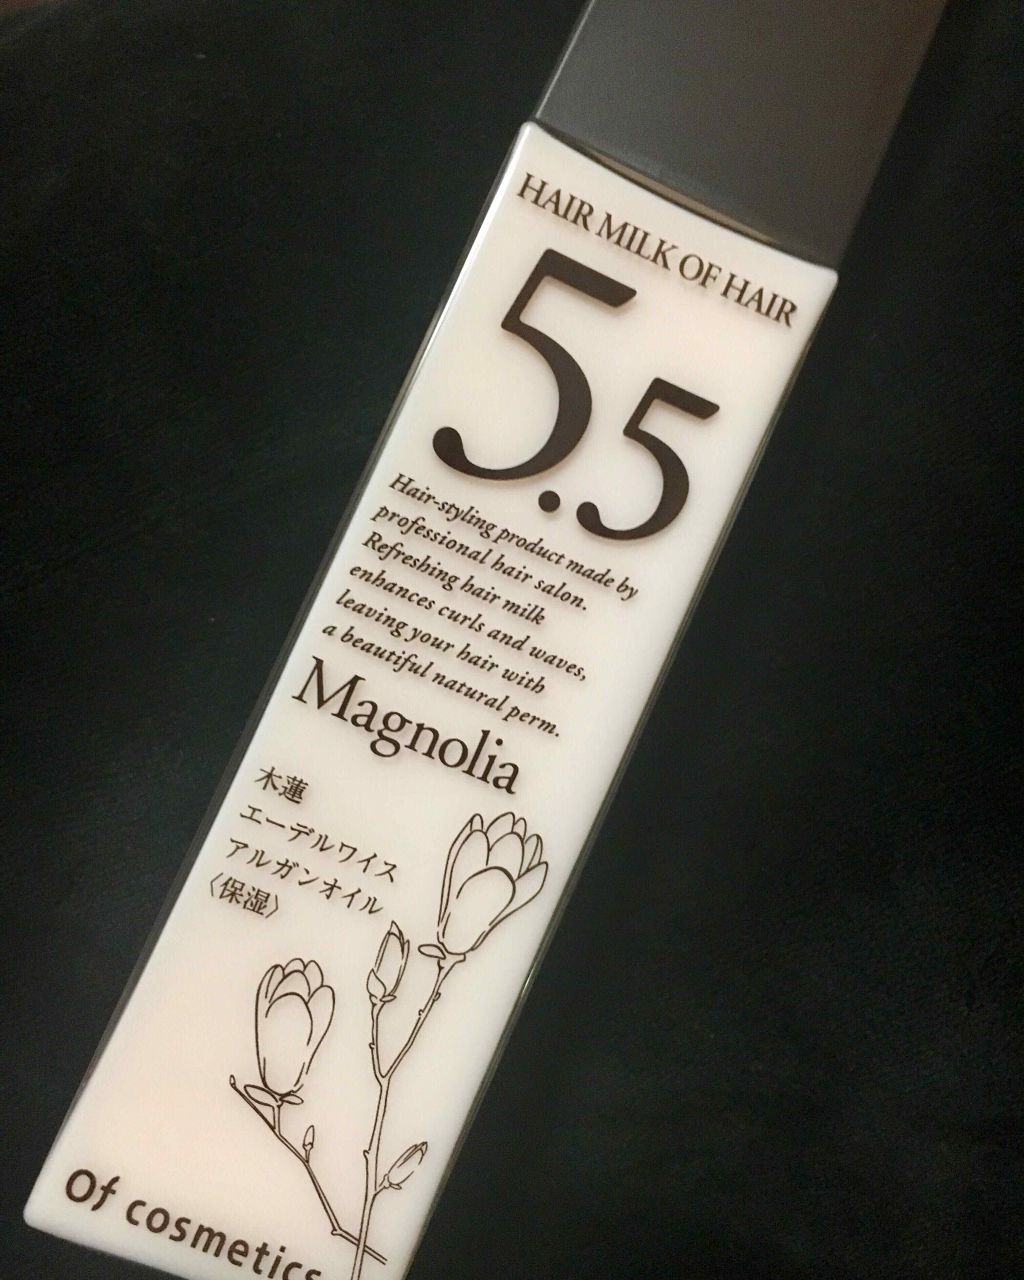 HAIR MILK OF HAIR
5.5
Hair-styling product made by
professional hair salon.
Refreshing hair milk
enhances curls and waves,
leaving your hair with
a beautiful natural perm.
Magnolia
木蓮
エーデルワイス
アルガンオイル
〈保湿〉
Of cosmetics